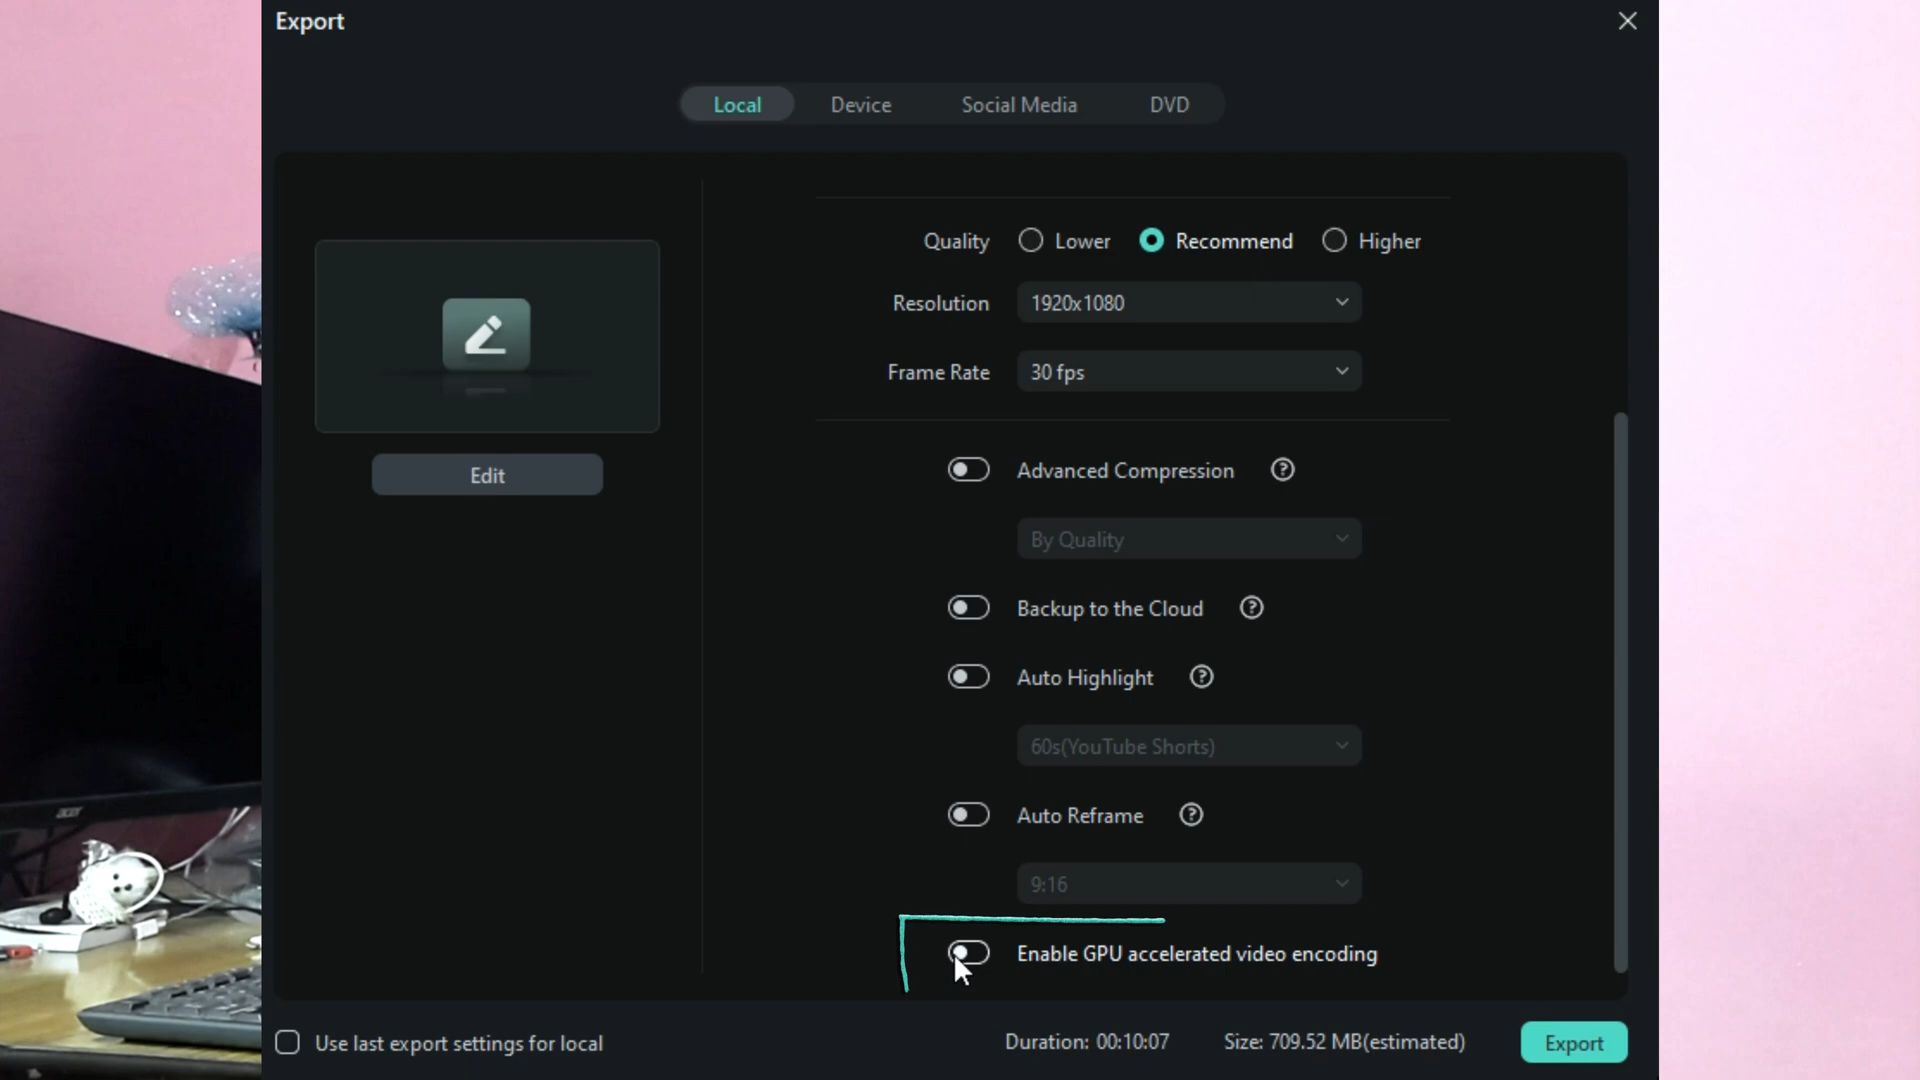 Export
Local Device Social Media DVD
Quality Lower Recommend Higher
Resolution 1920x1080
Frame Rate 30 fps
Edit
Advanced Compression ?
By Quality
Backup to the Cloud ?
Auto Highlight ?
60s(YouTube Shorts)
Auto Reframe ?
9:16
acer
Enable GPU accelerated video encoding
Use last export settings for local Duration: 00:10:07 Size: 709.52 MB(estimated) Export